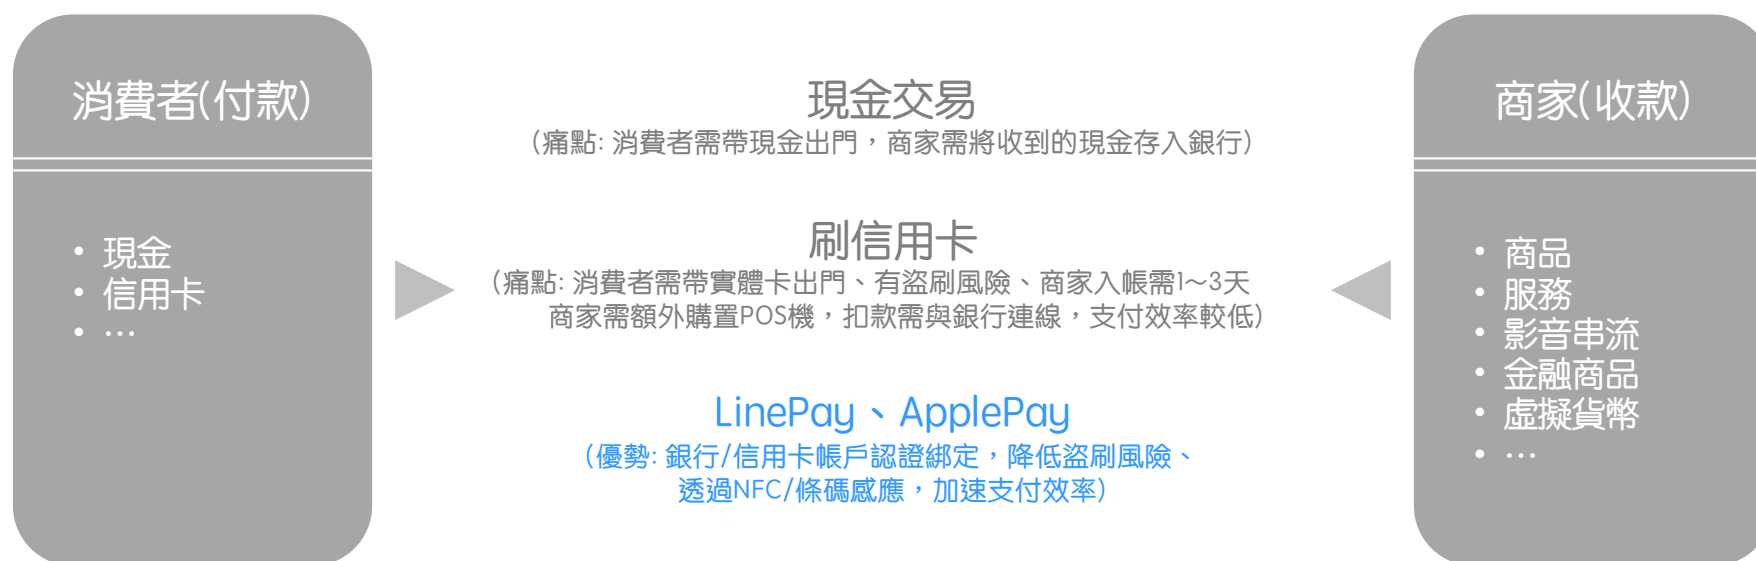 消費者(付款)
• 現金
• 信用卡
• …
現金交易
(痛點: 消費者需帶現金出門，商家需將收到的現金存入銀行)
刷信用卡
(痛點: 消費者需帶實體卡出門、有盜刷風險、商家入帳需1～3天
商家需額外購置POS機，扣款需與銀行連線，支付效率較低)
LinePay、ApplePay
(優勢: 銀行/信用卡帳戶認證綁定，降低盜刷風險、
透過NFC/條碼感應，加速支付效率)
商家(收款)
• 商品
• 服務
• 影音串流
• 金融商品
• 虛擬貨幣
• …